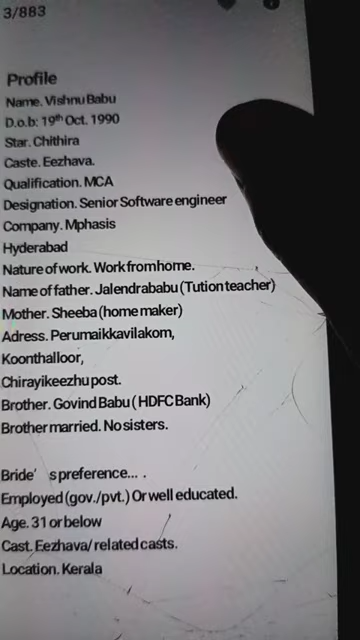 3/883
Profile
Name. Vishnu Babu
D.o.b: 19th Oct. 1990
Star. Chithira
Caste. Eezhava.
Qualification. MCA
Designation. Senior Software engineer
Company. Mphasis
Hyderabad
Nature of work. Work from home.
Name of father. Jalendrababu (Tution teacher)
Mother. Sheeba (home maker)
Adress. Perumaikkavilakom,
Koonthalloor,
Chirayikeezhu post.
Brother. Govind Babu ( HDFC Bank)
Brother married. No sisters.
Bride' s preference... .
Employed (gov./pvt.) Or well educated.
Age. 31 or below
Cast. Eezhava/ related casts.
Location. Kerala